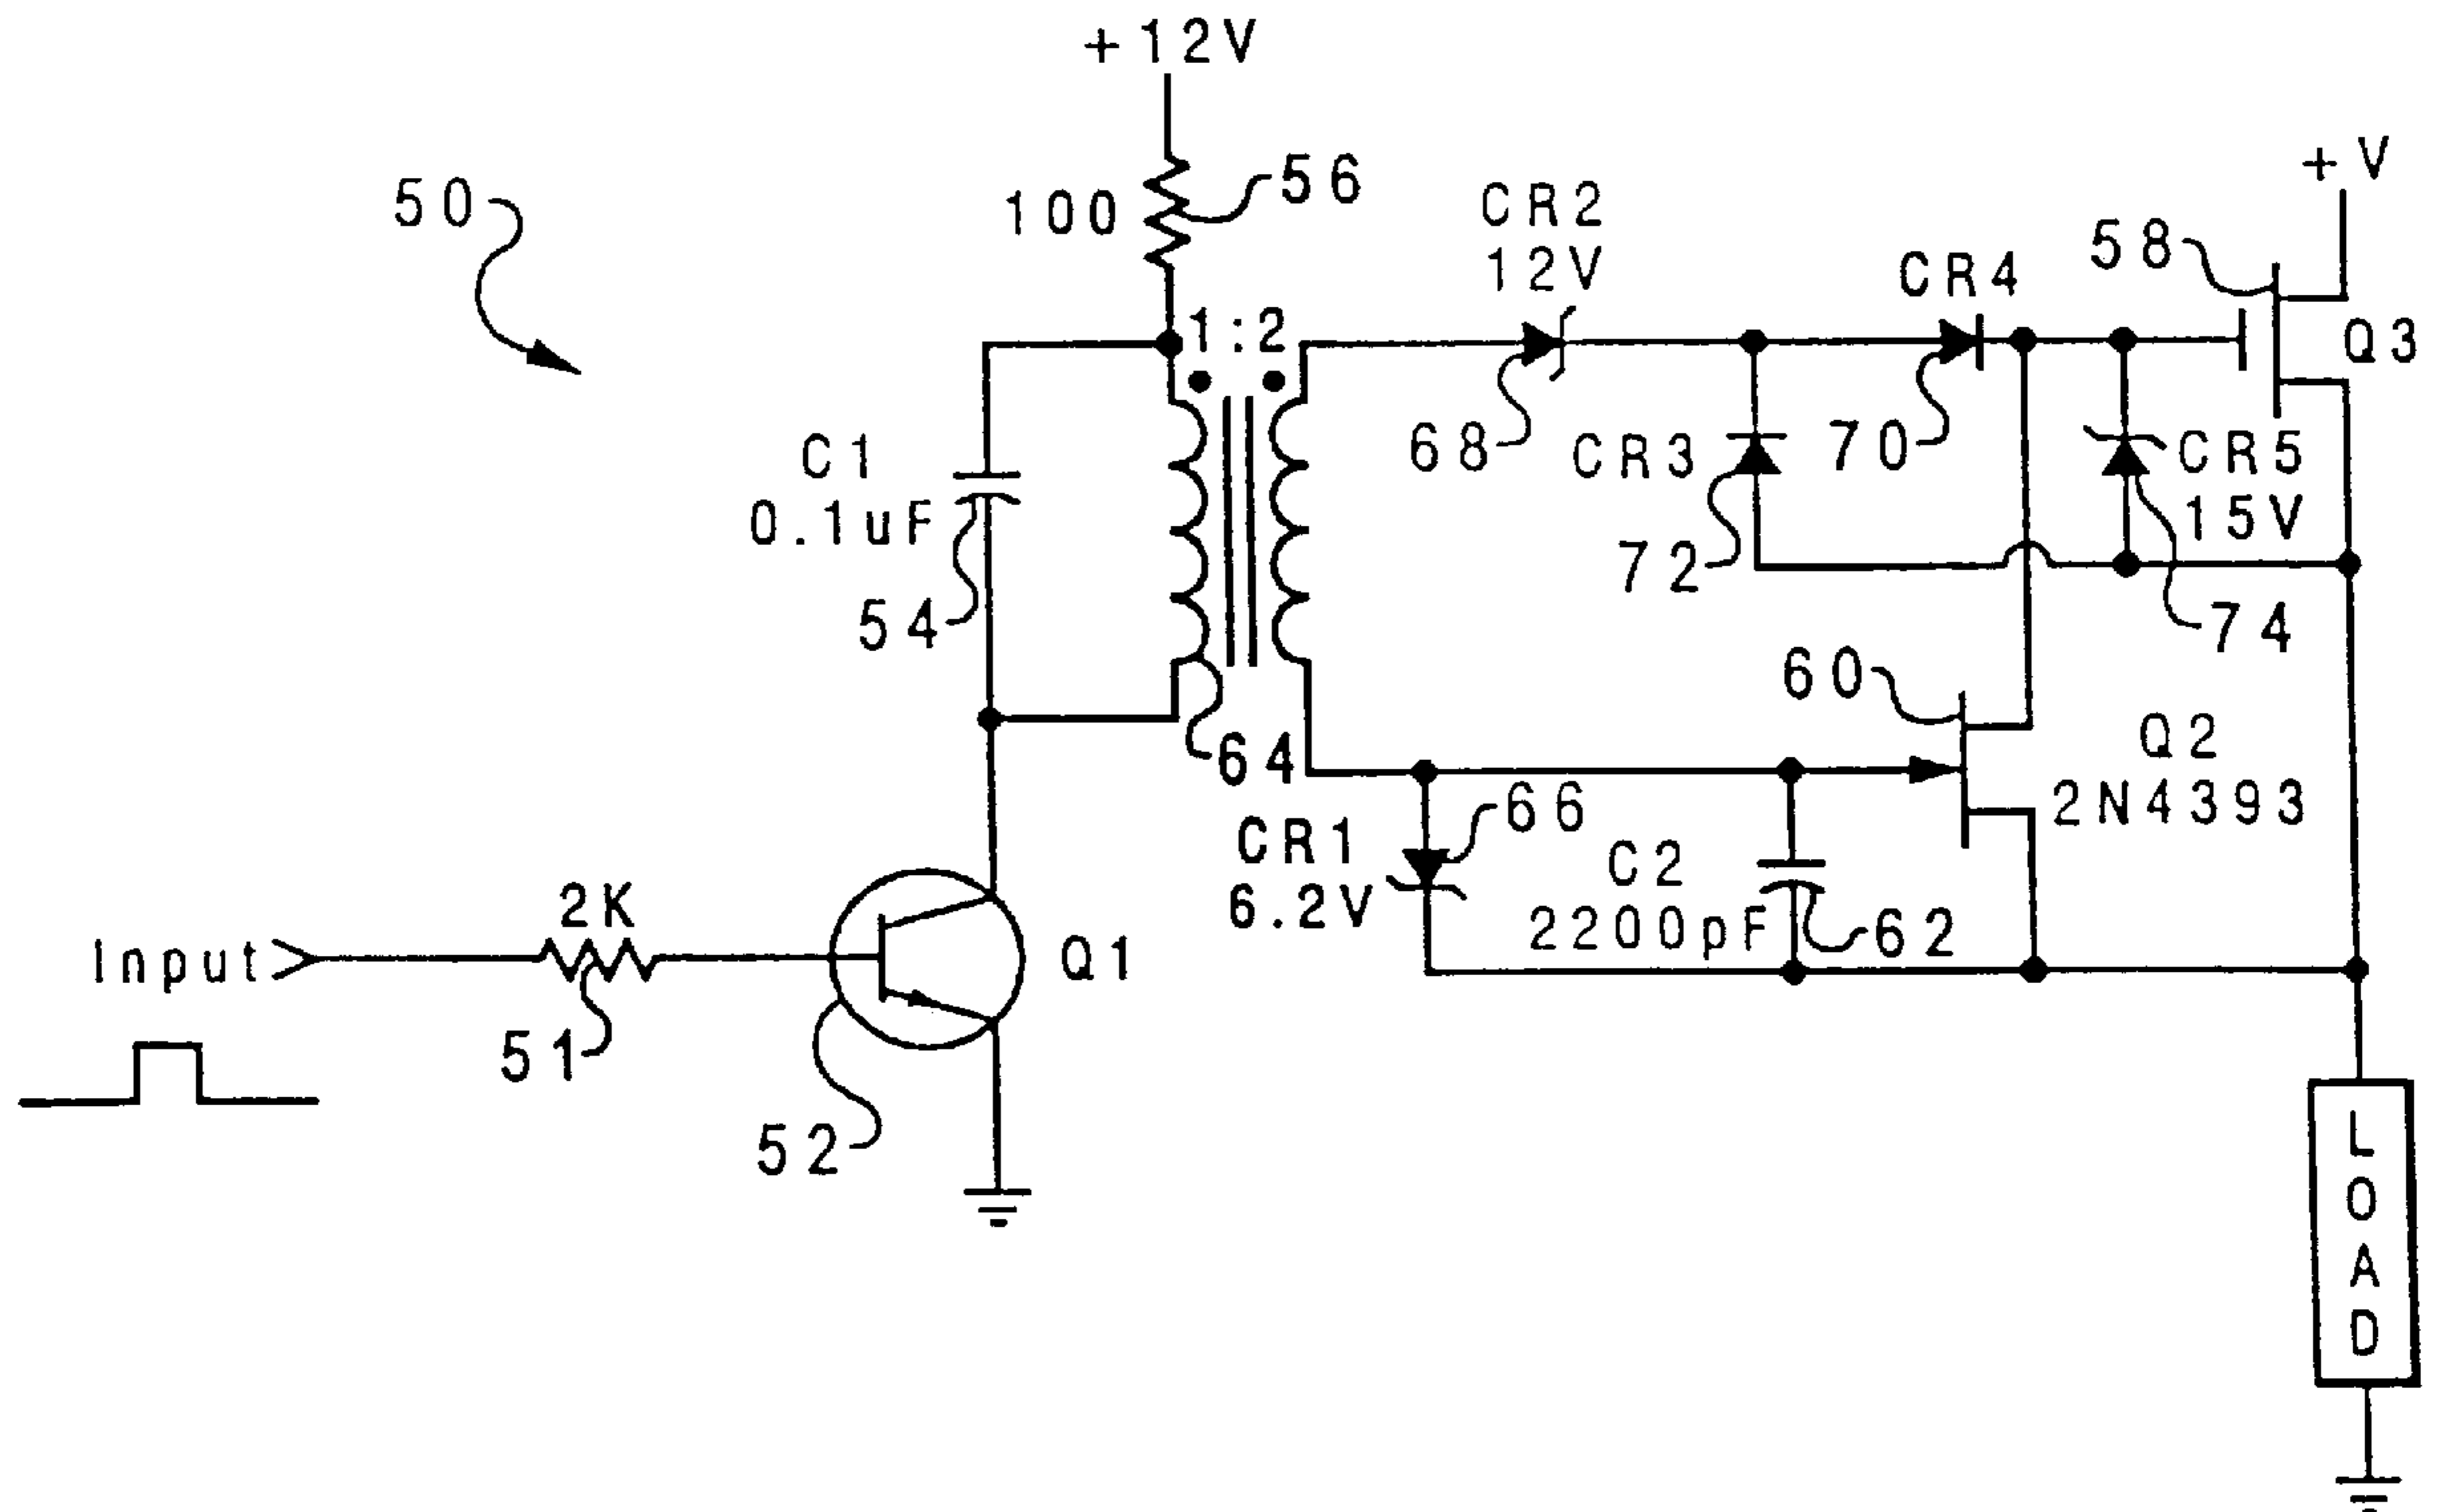 +12V
+V
50
100
56
CR2
12V
58
CR4
1:2
Q3
C1
0.1uF
68
CR3
70
CR5
15V
54
72
74
60
64
Q2
2N4393
66
CR1
6.2V
C2
2200pF
62
2K
Input
Q1
51
52
LOAD